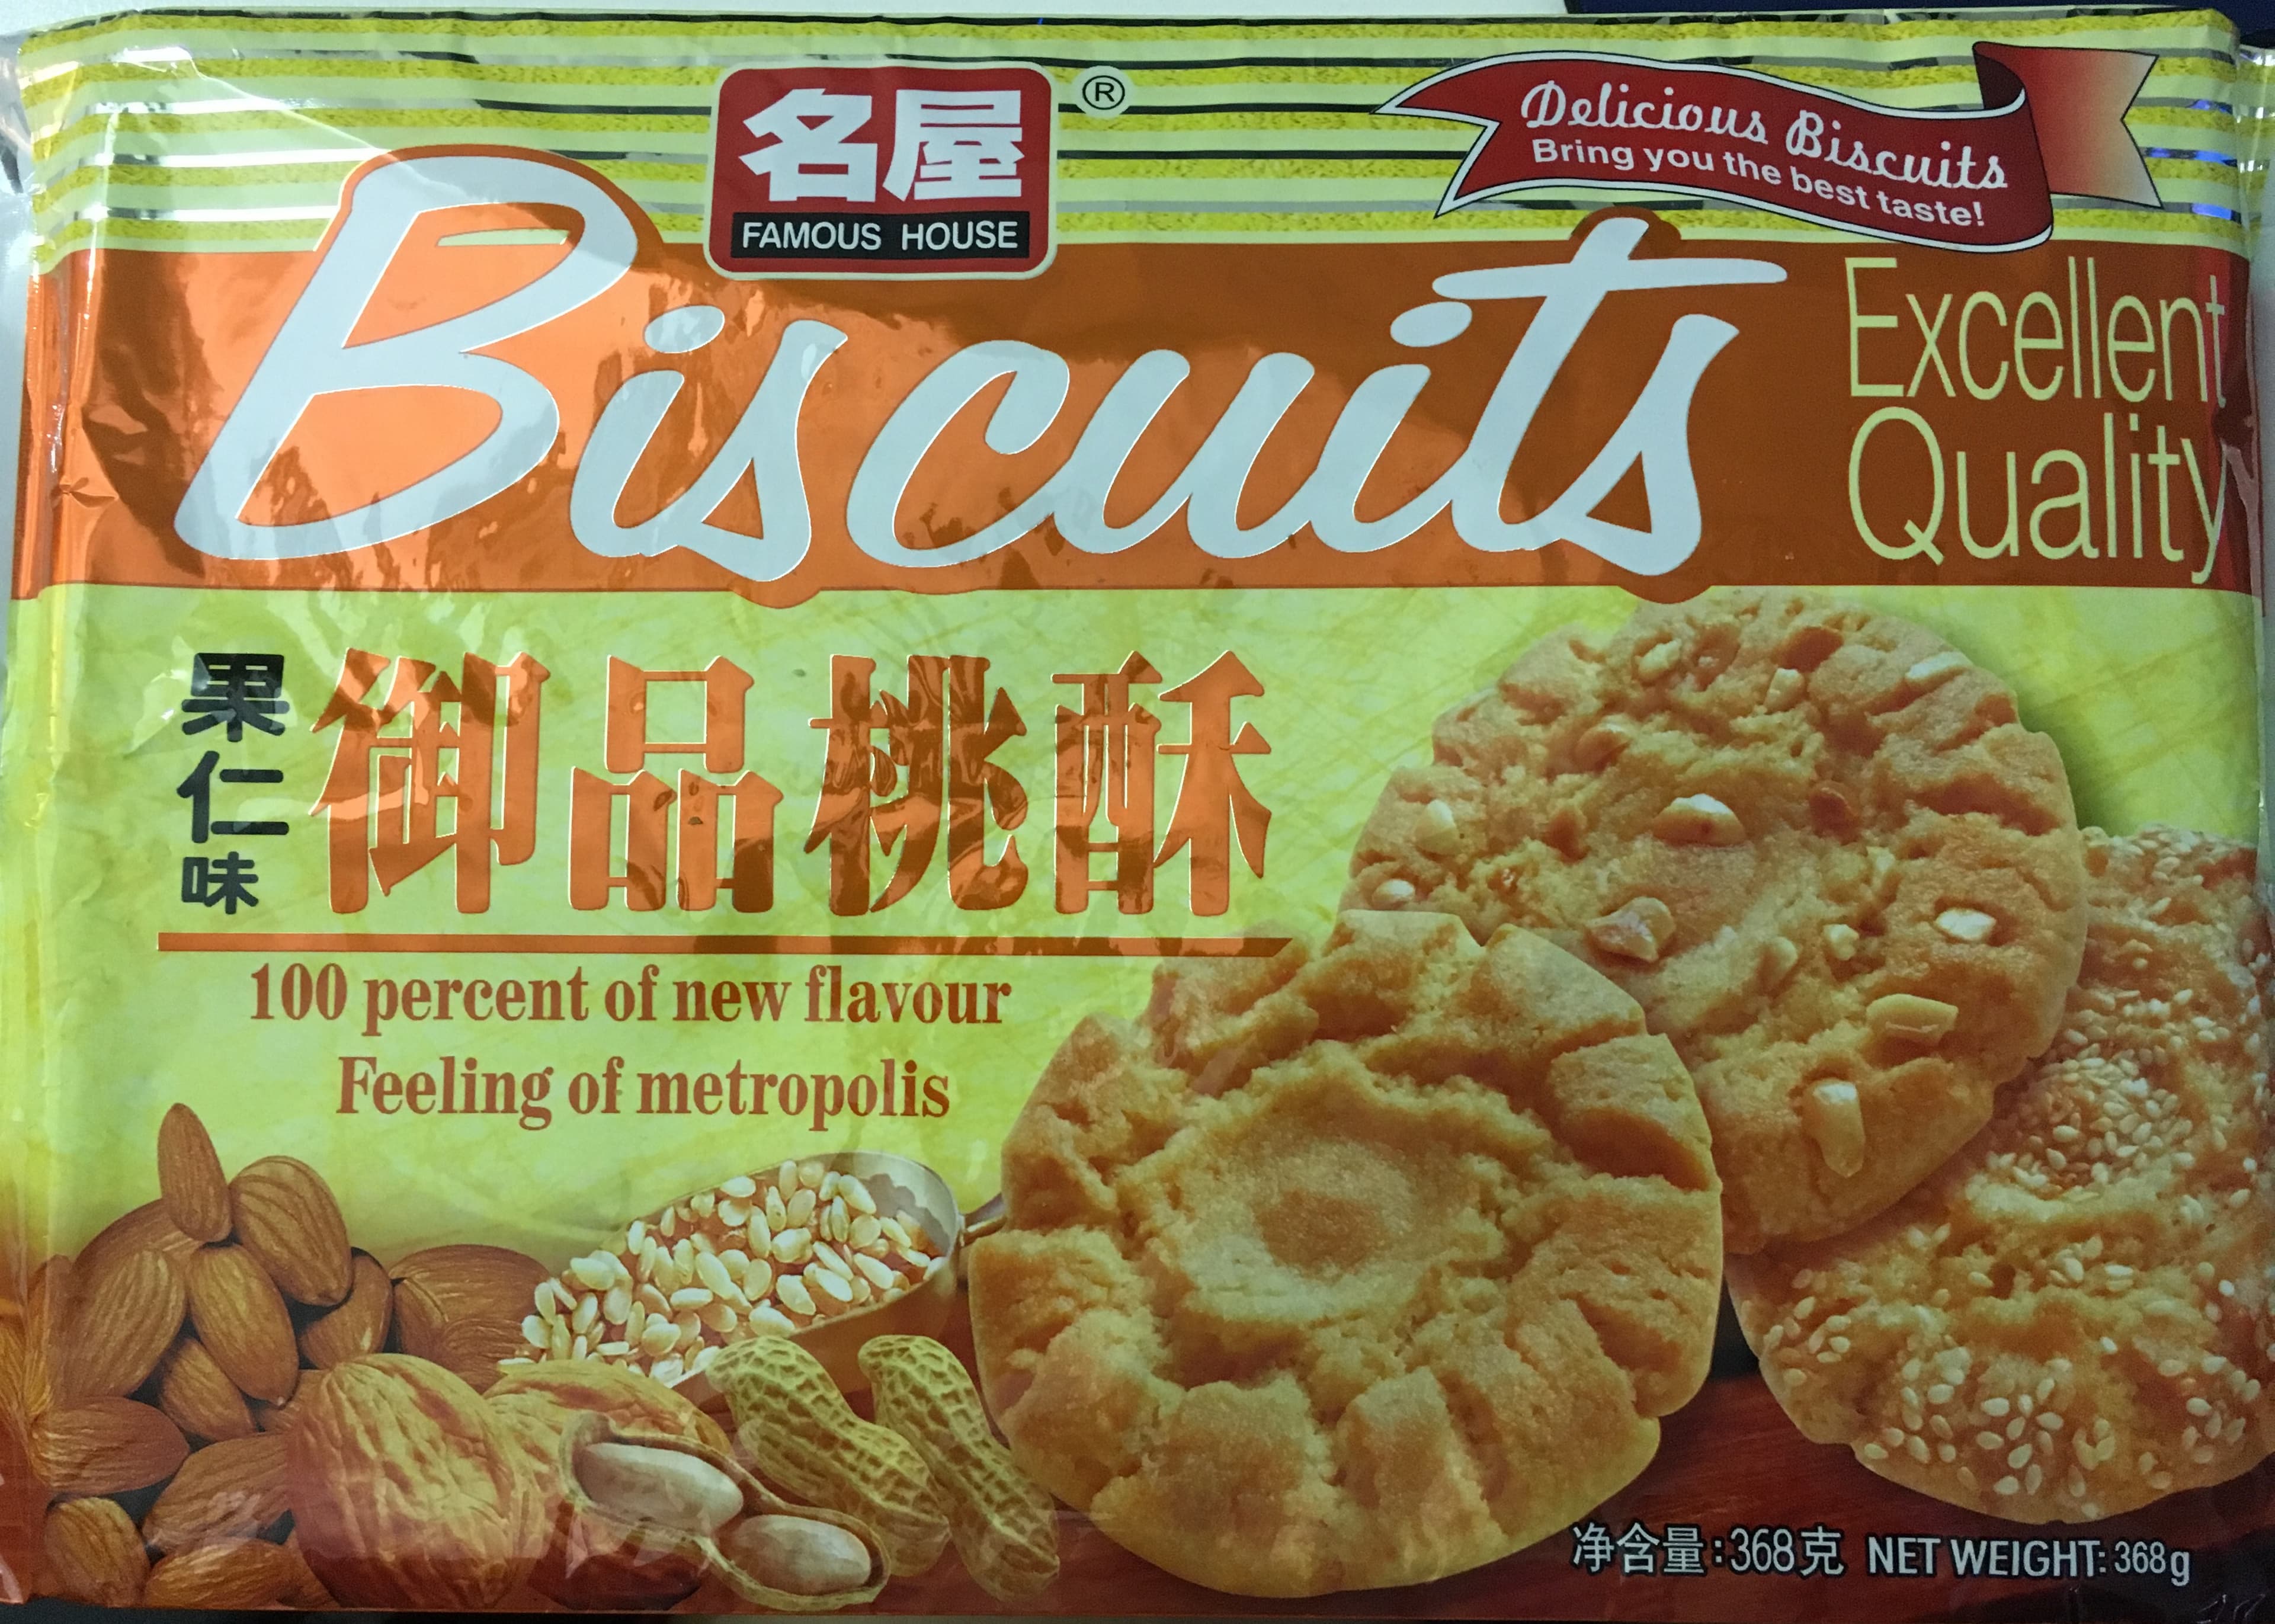 名屋
®
FAMOUS HOUSE
Delicious Biscuits
Bring you the best taste!
Biscuits
Excellent
Quality
果仁味
御品桃酥
100 percent of new flavour
Feeling of metropolis
净含量:368克 NET WEIGHT: 368g